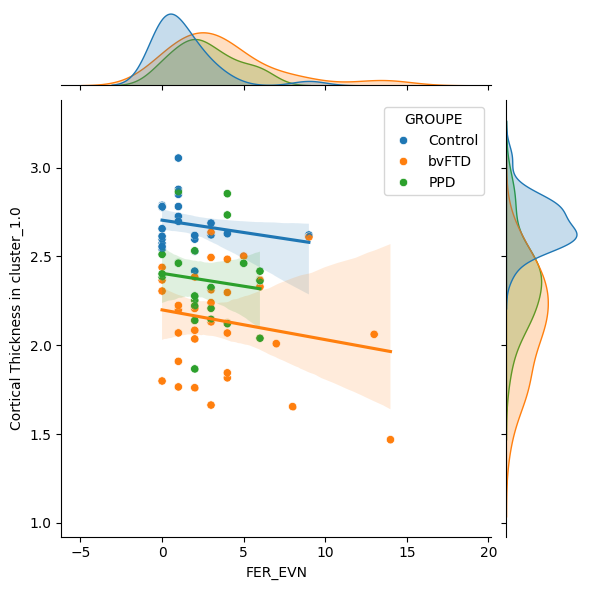 GROUPE
Control
bvFTD
PPD
3.0
2.5
2.0
1.5
1.0
Cortical Thickness in cluster_1.0
−5
0
5
10
15
20
FER_EVN